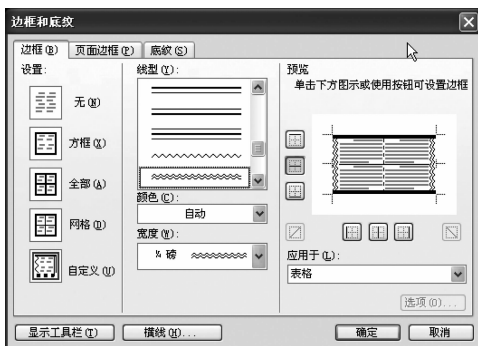 边框和底纹
边框(B)
页面边框(P)
底纹(S)
设置:
无(N)
方框(X)
全部(A)
网格(D)
自定义(U)
线型(Y):
颜色(C):
自动
宽度(W):
¾ 磅
预览
单击下方图示或使用按钮可设置边框
应用于(L):
表格
选项(O)...
显示工具栏(T)
横线(H)...
确定
取消